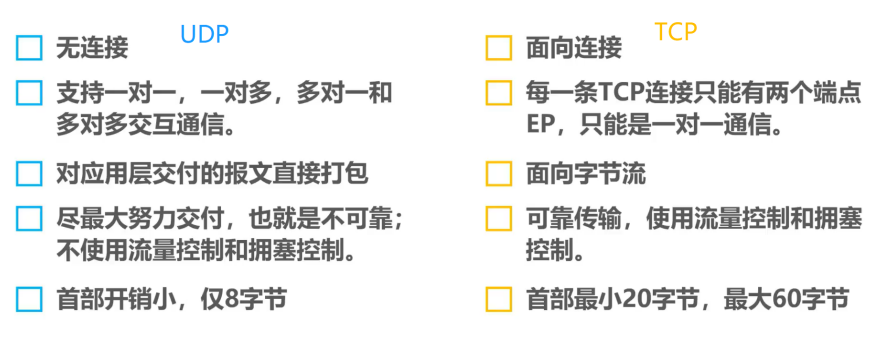 UDP
无连接
支持一对一，一对多，多对一和
多对多交互通信。
对应用层交付的报文直接打包
尽最大努力交付，也就是不可靠；
不使用流量控制和拥塞控制。
首部开销小，仅8字节
TCP
面向连接
每一条TCP连接只能有两个端点
EP，只能是一对一通信。
面向字节流
可靠传输，使用流量控制和拥塞
控制。
首部最小20字节，最大60字节